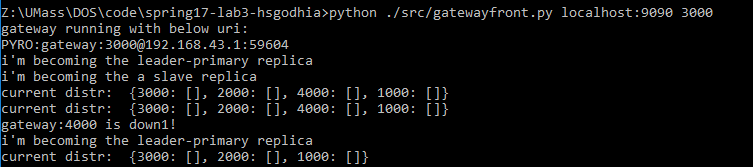 Z:\UMass\DOS\code\spring17-lab3-hsgodhia>python ./src/gatewayfront.py localhost:9090 3000
gateway running with below uri:
PYRO:gateway:3000@192.168.43.1:59604
i'm becoming the leader-primary replica
i'm becoming the a slave replica
current distr:  {3000: [], 2000: [], 4000: [], 1000: []}
current distr:  {3000: [], 2000: [], 4000: [], 1000: []}
gateway:4000 is down1!
i'm becoming the leader-primary replica
current distr:  {3000: [], 2000: [], 1000: []}